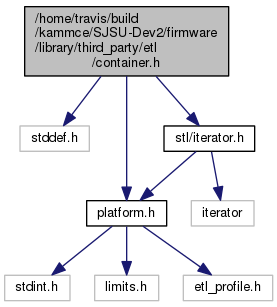 /home/travis/build
/kammce/SJSU-Dev2/firmware
/library/third_party/etl
/container.h
stddef.h
stl/iterator.h
platform.h
iterator
stdint.h
limits.h
etl_profile.h